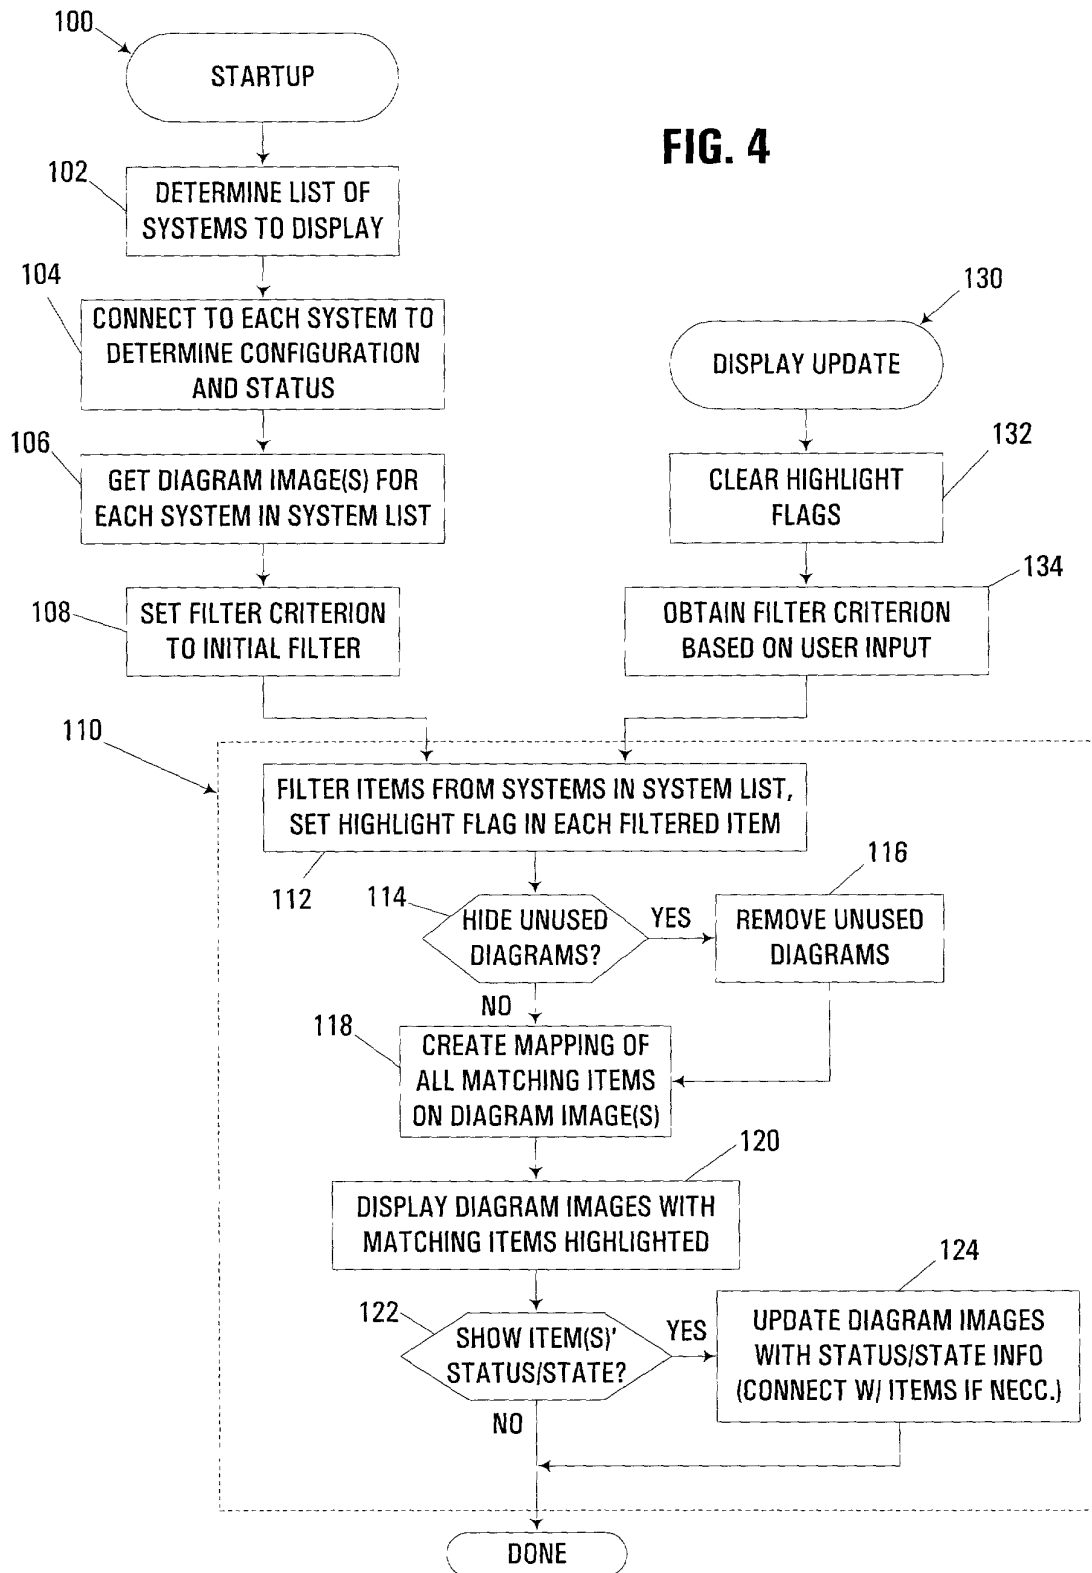 100
STARTUP
FIG. 4
102
DETERMINE LIST OF
SYSTEMS TO DISPLAY
104
CONNECT TO EACH SYSTEM TO
DETERMINE CONFIGURATION
AND STATUS
130
DISPLAY UPDATE
106
GET DIAGRAM IMAGE(S) FOR
EACH SYSTEM IN SYSTEM LIST
132
CLEAR HIGHLIGHT
FLAGS
108
SET FILTER CRITERION
TO INITIAL FILTER
134
OBTAIN FILTER CRITERION
BASED ON USER INPUT
110
FILTER ITEMS FROM SYSTEMS IN SYSTEM LIST,
SET HIGHLIGHT FLAG IN EACH FILTERED ITEM
112
114
HIDE UNUSED
DIAGRAMS?
YES
116
REMOVE UNUSED
DIAGRAMS
NO
118
CREATE MAPPING OF
ALL MATCHING ITEMS
ON DIAGRAM IMAGE(S)
120
DISPLAY DIAGRAM IMAGES WITH
MATCHING ITEMS HIGHLIGHTED
122
SHOW ITEM(S)'
STATUS/STATE?
YES
124
UPDATE DIAGRAM IMAGES
WITH STATUS/STATE INFO
(CONNECT W/ ITEMS IF NECC.)
NO
DONE